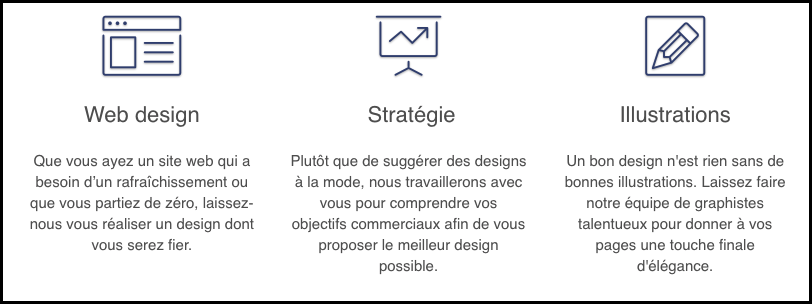 Web design
Que vous ayez un site web qui a
besoin d’un rafraîchissement ou
que vous partiez de zéro, laissez-
nous vous réaliser un design dont
vous serez fier.
Stratégie
Plutôt que de suggérer des designs
à la mode, nous travaillerons avec
vous pour comprendre vos
objectifs commerciaux afin de vous
proposer le meilleur design
possible.
Illustrations
Un bon design n'est rien sans de
bonnes illustrations. Laissez faire
notre équipe de graphistes
talentueux pour donner à vos
pages une touche finale
d'élégance.